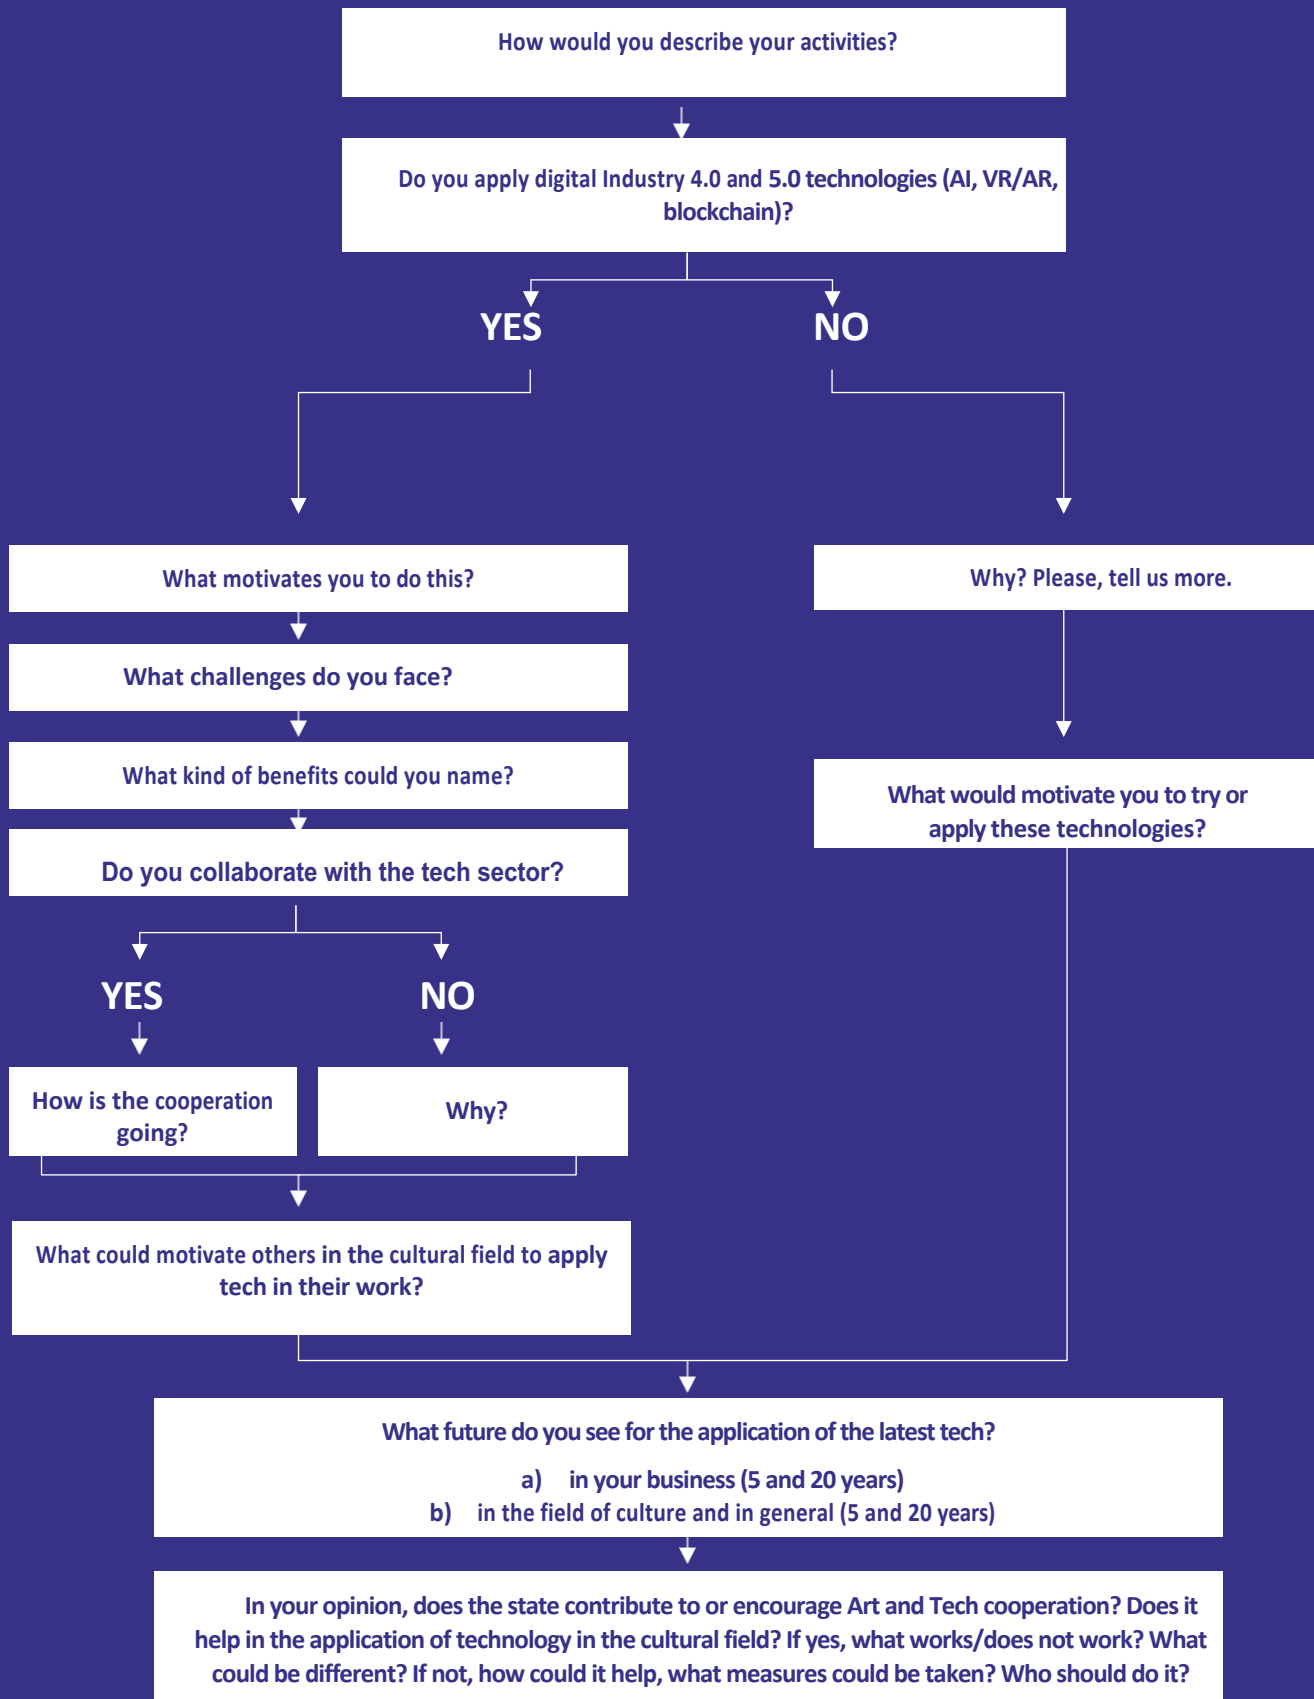 How would you describe your activities?
Do you apply digital Industry 4.0 and 5.0 technologies (AI, VR/AR,
blockchain)?
YES
NO
What motivates you to do this?
Why? Please, tell us more.
What challenges do you face?
What kind of benefits could you name?
What would motivate you to try or
apply these technologies?
Do you collaborate with the tech sector?
YES
NO
How is the cooperation
going?
Why?
What could motivate others in the cultural field to apply
tech in their work?
What future do you see for the application of the latest tech?
a) in your business (5 and 20 years)
b) in the field of culture and in general (5 and 20 years)
In your opinion, does the state contribute to or encourage Art and Tech cooperation? Does it
help in the application of technology in the cultural field? If yes, what works/does not work? What
could be different? If not, how could it help, what measures could be taken? Who should do it?